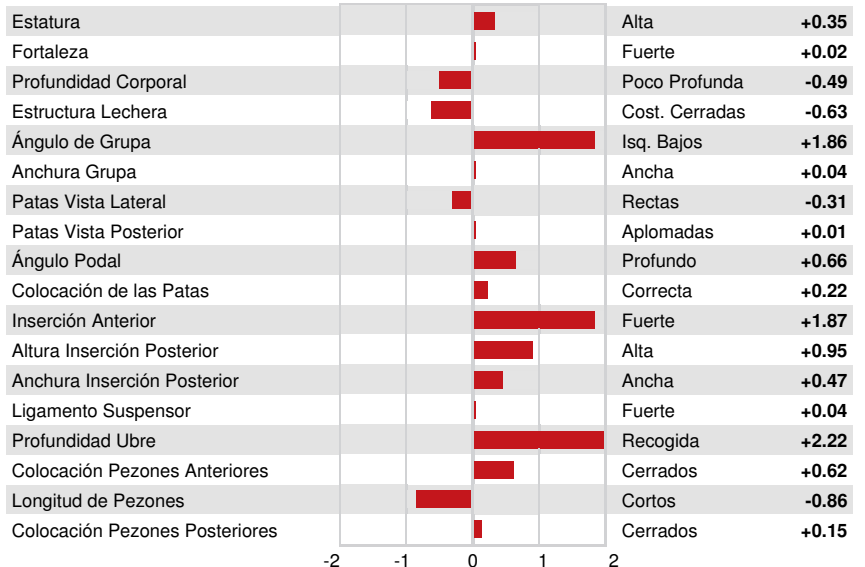 Estatura Alta +0.35
Fortaleza Fuerte +0.02
Profundidad Corporal Poco Profunda -0.49
Estructura Lechera Cost. Cerradas -0.63
Ángulo de Grupa Isq. Bajos +1.86
Anchura Grupa Ancha +0.04
Patas Vista Lateral Rectas -0.31
Patas Vista Posterior Aplomadas +0.01
Ángulo Podal Profundo +0.66
Colocación de las Patas Correcta +0.22
Inserción Anterior Fuerte +1.87
Altura Inserción Posterior Alta +0.95
Anchura Inserción Posterior Ancha +0.47
Ligamento Suspensor Fuerte +0.04
Profundidad Ubre Recogida +2.22
Colocación Pezones Anteriores Cerrados +0.62
Longitud de Pezones Cortos -0.86
Colocación Pezones Posteriores Cerrados +0.15
-2 -1 0 1 2